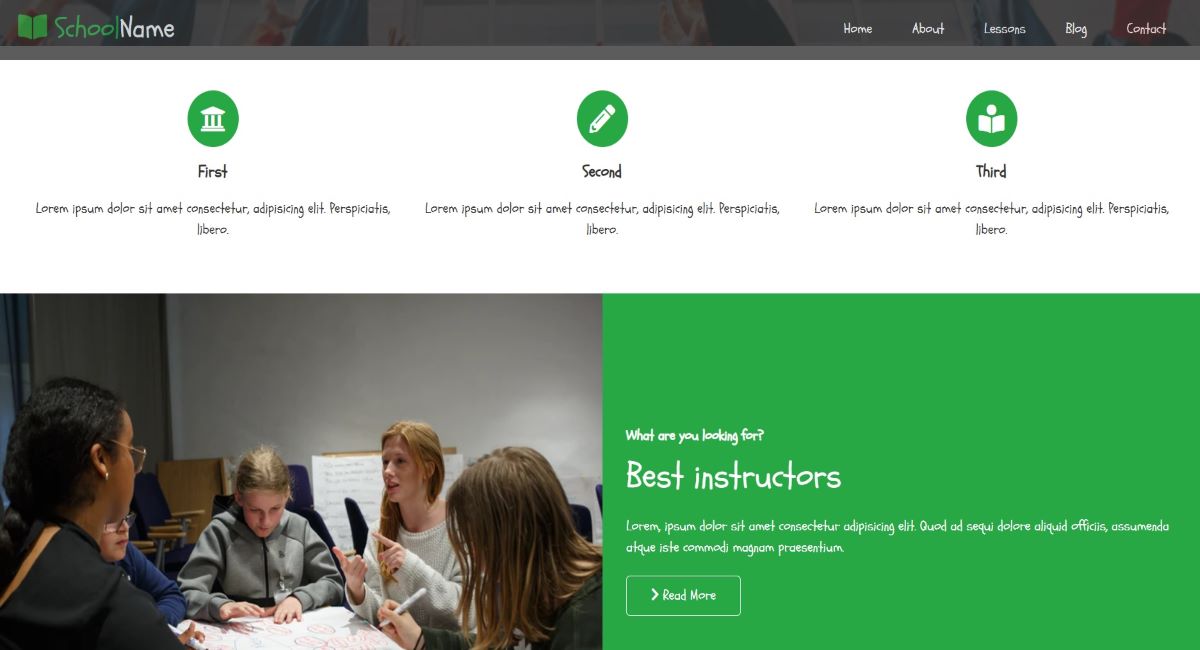 SchoolName
Home About Lessons Blog Contact
First
Lorem ipsum dolor sit amet consectetur, adipisicing elit. Perspiciatis,
libero.
Second
Lorem ipsum dolor sit amet consectetur, adipisicing elit. Perspiciatis,
libero.
Third
Lorem ipsum dolor sit amet consectetur, adipisicing elit. Perspiciatis,
libero.
What are you looking for?
Best instructors
Lorem, ipsum dolor sit amet consectetur adipisicing elit. Quod ad sequi dolore aliquid officiis, assumenda
atque iste commodi magnam praesentium.
Read More